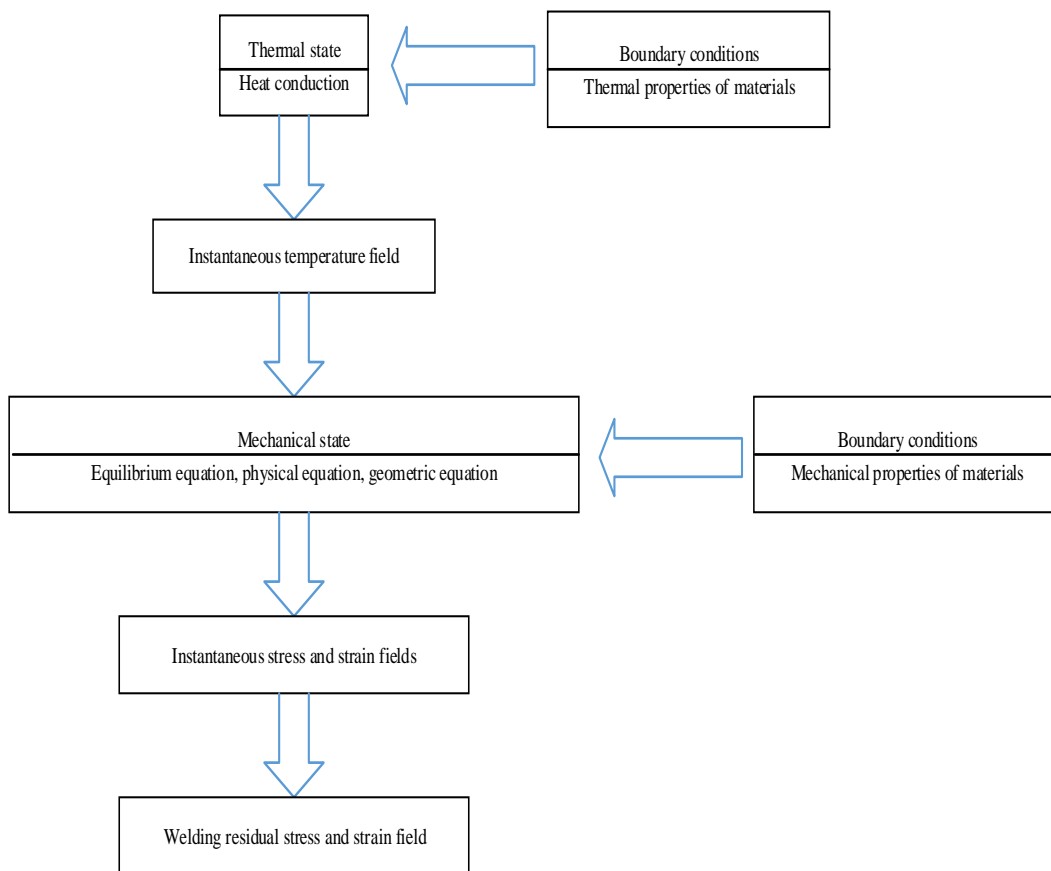 Thermal state
Heat conduction
Boundary conditions
Thermal properties of materials
Instantaneous temperature field
Mechanical state
Equilibrium equation, physical equation, geometric equation
Boundary conditions
Mechanical properties of materials
Instantaneous stress and strain fields
Welding residual stress and strain field